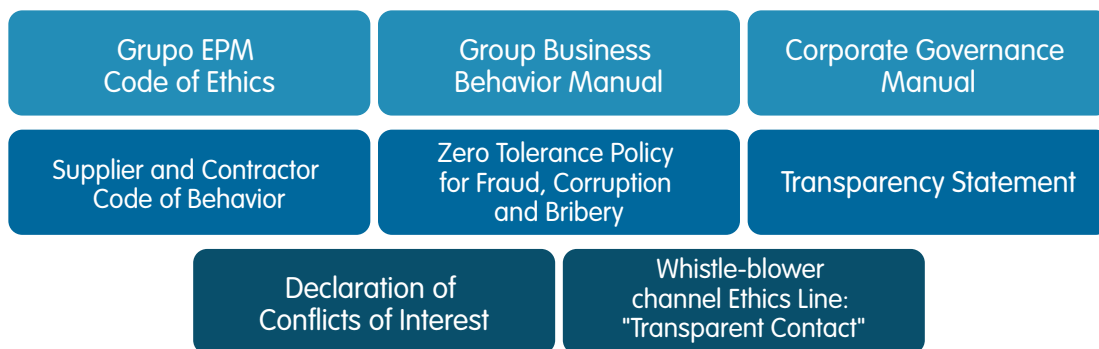 Grupo EPM
Code of Ethics
Group Business
Behavior Manual
Corporate Governance
Manual
Supplier and Contractor
Code of Behavior
Zero Tolerance Policy
for Fraud, Corruption
and Bribery
Transparency Statement
Declaration of
Conflicts of Interest
Whistle-blower
channel Ethics Line:
"Transparent Contact"